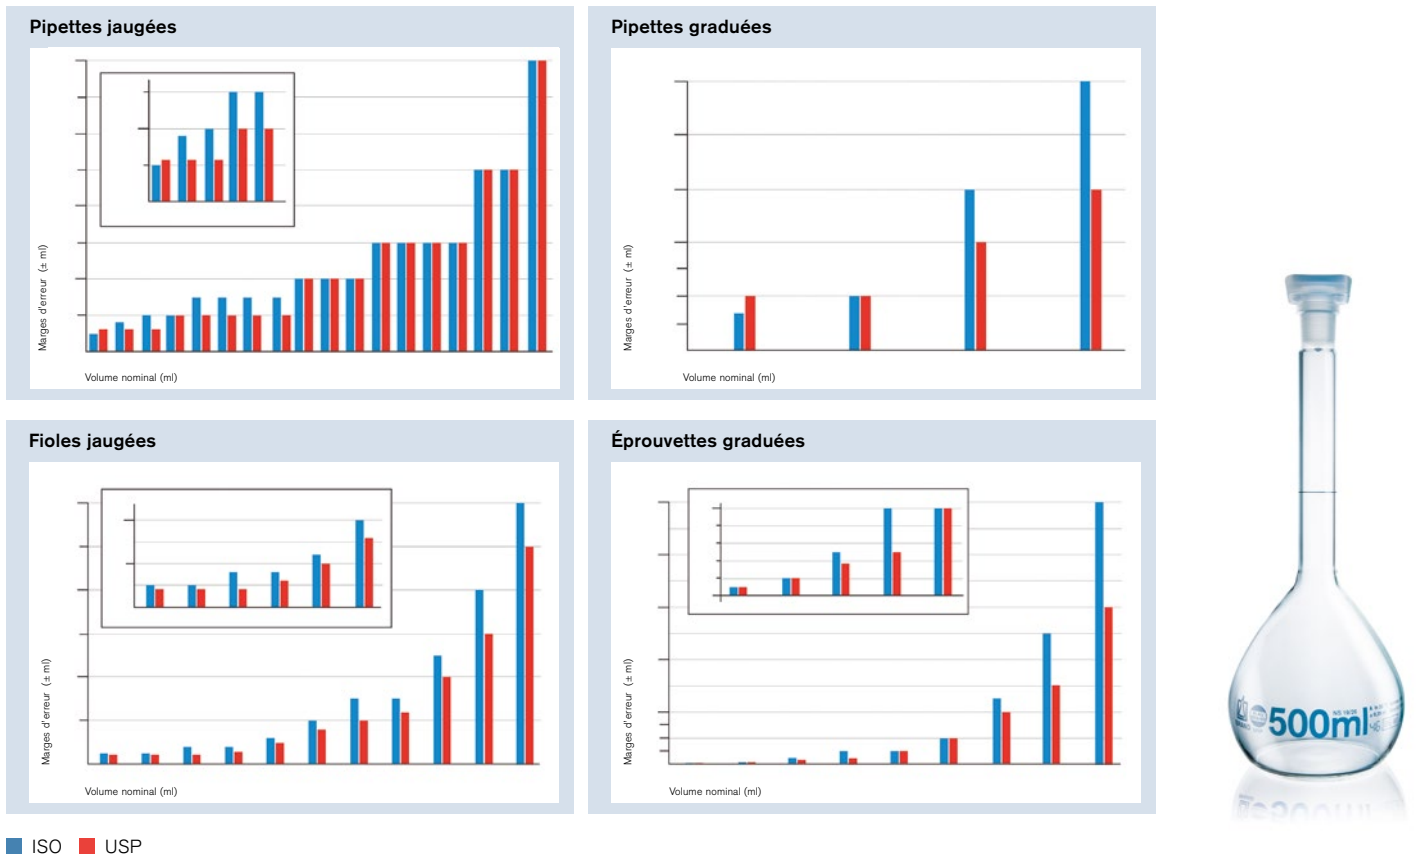 Pipettes jaugées
Marges d'erreur (± ml)
Volume nominal (ml)
Pipettes graduées
Marges d'erreur (± ml)
Volume nominal (ml)
Fioles jaugées
Marges d'erreur (± ml)
Volume nominal (ml)
Éprouvettes graduées
Marges d'erreur (± ml)
Volume nominal (ml)
500ml
ISO
USP